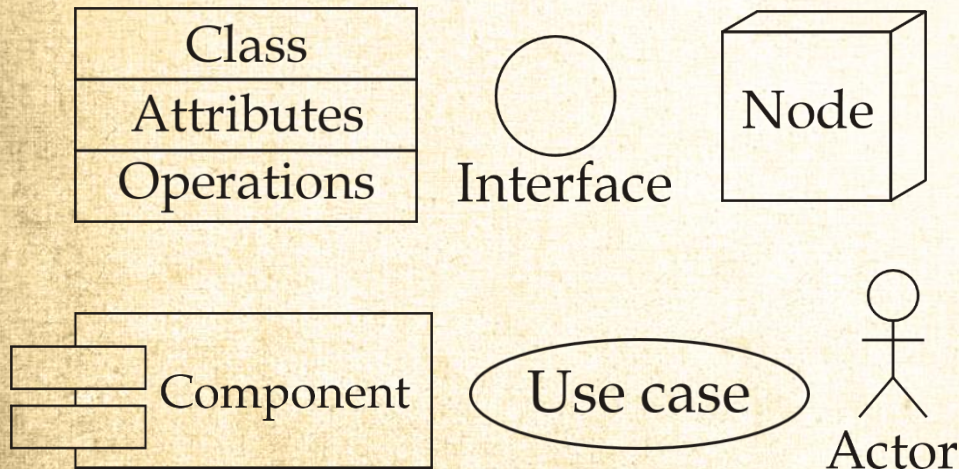 Class
Attributes
Operations
Interface
Node
Component
Use case
Actor